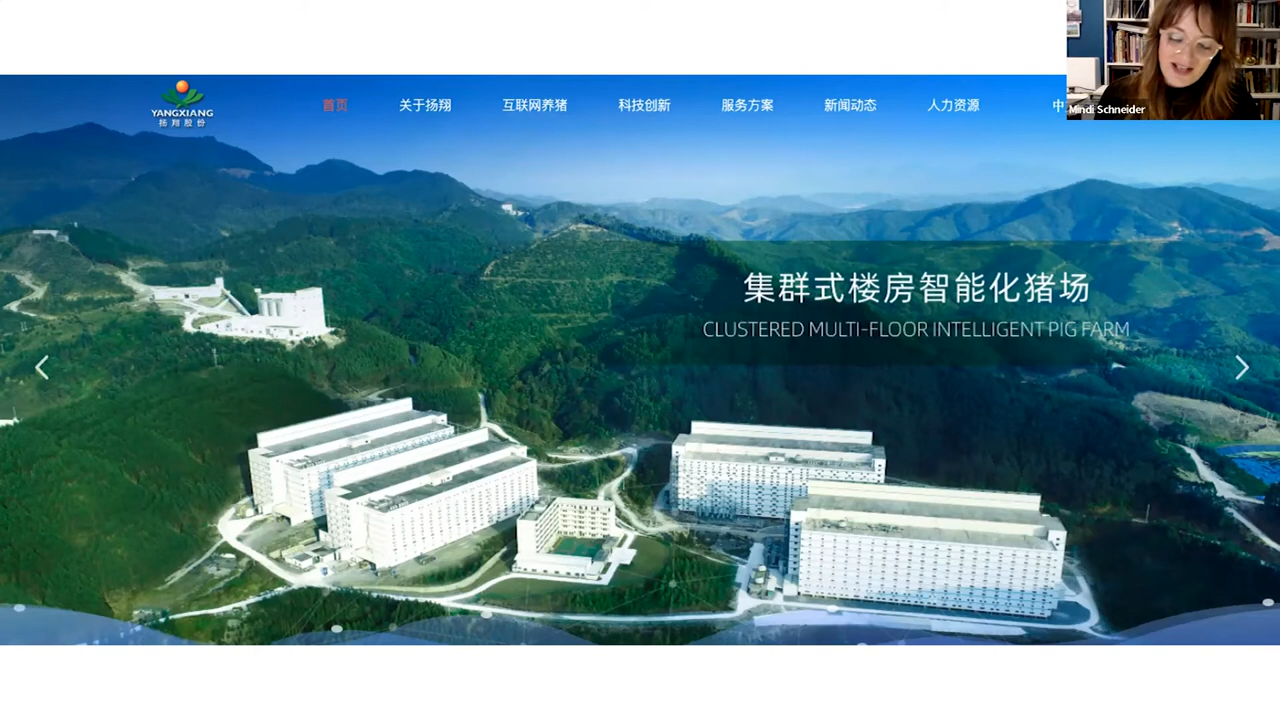 YANGXIANG
扬翔股份
首页
关于扬翔
互联网养猪
科技创新
服务方案
新闻动态
人力资源
中
Mindi Schneider
集群式楼房智能化猪场
CLUSTERED MULTI-FLOOR INTELLIGENT PIG FARM